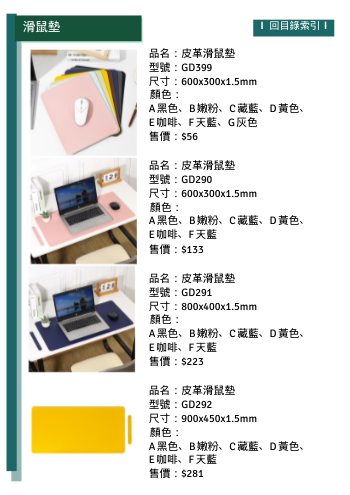 滑鼠墊
I 回目錄索引 I
品名：皮革滑鼠墊
型號：GD399
尺寸：600x300x1.5mm
顏色：
A黑色、B嫩粉、C藏藍、D黃色、
E咖啡、F天藍、G灰色
售價：$56
品名：皮革滑鼠墊
型號：GD290
尺寸：600x300x1.5mm
顏色：
A黑色、B嫩粉、C藏藍、D黃色、
E咖啡、F天藍
售價：$133
品名：皮革滑鼠墊
型號：GD291
尺寸：800x400x1.5mm
顏色：
A黑色、B嫩粉、C藏藍、D黃色、
E咖啡、F天藍
售價：$223
品名：皮革滑鼠墊
型號：GD292
尺寸：900x450x1.5mm
顏色：
A黑色、B嫩粉、C藏藍、D黃色、
E咖啡、F天藍
售價：$281